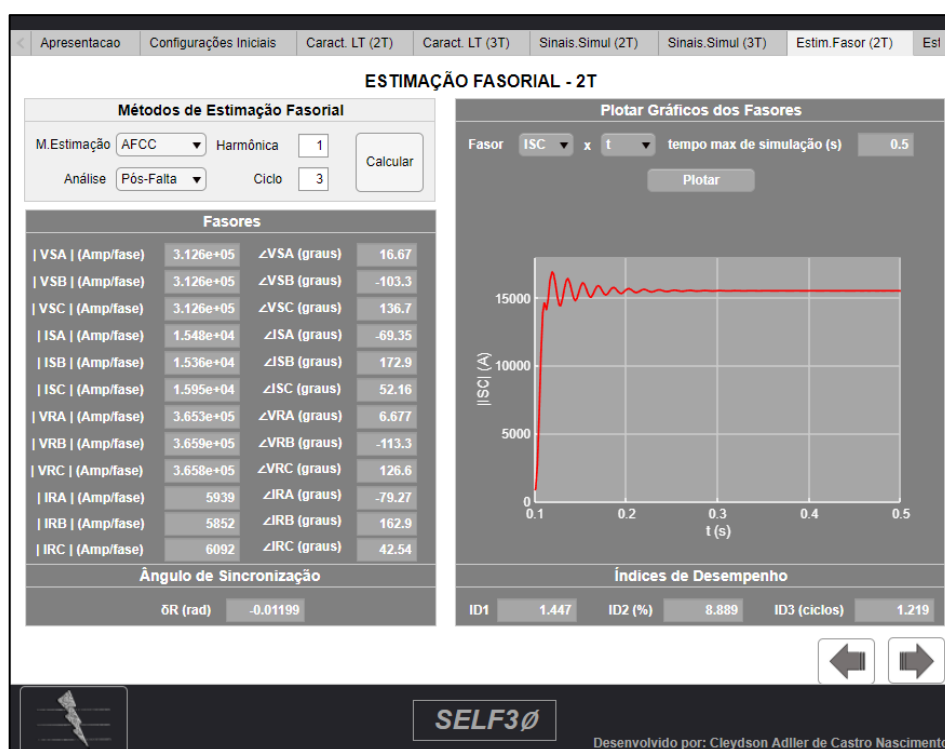 < Apresentacao Configurações Iniciais Caract. LT (2T) Caract. LT (3T) Sinais.Simul (2T) Sinais.Simul (3T) Estim.Fasor (2T) Est
ESTIMAÇÃO FASORIAL - 2T
Métodos de Estimação Fasorial
M.Estimação AFCC Harmônica 1
Calcular
Análise Pós-Falta Ciclo 3
Fasores
| VSA | (Amp/fase) 3.126e+05 ∠VSA (graus) 16.67
| VSB | (Amp/fase) 3.126e+05 ∠VSB (graus) -103.3
| VSC | (Amp/fase) 3.126e+05 ∠VSC (graus) 136.7
| ISA | (Amp/fase) 1.548e+04 ∠ISA (graus) -69.35
| ISB | (Amp/fase) 1.536e+04 ∠ISB (graus) 172.9
| ISC | (Amp/fase) 1.595e+04 ∠ISC (graus) 52.16
| VRA | (Amp/fase) 3.653e+05 ∠VRA (graus) 6.677
| VRB | (Amp/fase) 3.659e+05 ∠VRB (graus) -113.3
| VRC | (Amp/fase) 3.658e+05 ∠VRC (graus) 126.6
| IRA | (Amp/fase) 5939 ∠IRA (graus) -79.27
| IRB | (Amp/fase) 5852 ∠IRB (graus) 162.9
| IRC | (Amp/fase) 6092 ∠IRC (graus) 42.54
Ângulo de Sincronização
δR (rad) -0.01199
Plotar Gráficos dos Fasores
Fasor ISC x t tempo max de simulação (s) 0.5
Plotar
15000
10000
5000
0
|ISC| (A)
0.1 0.2 0.3 0.4 0.5
t (s)
Índices de Desempenho
ID1 1.447 ID2 (%) 8.889 ID3 (ciclos) 1.219
SELF3Ø
Desenvolvido por: Cleydson Adller de Castro Nascimento